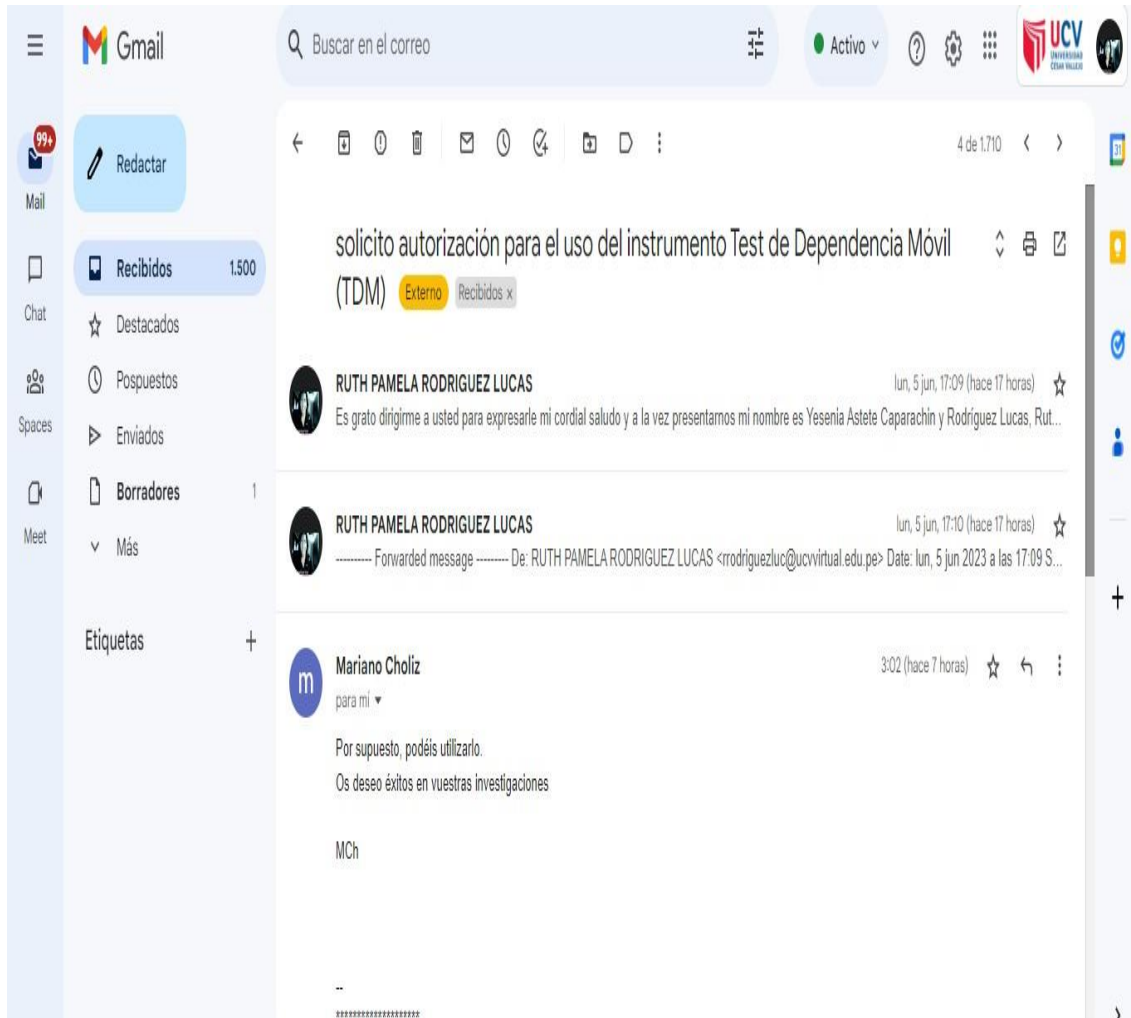 Gmail
Buscar en el correo
Activo
UCV
UNIVERSIDAD
CÉSAR VALLEJO
99+
Mail
Chat
Spaces
Meet
Redactar
Recibidos 1.500
Destacados
Pospuestos
Enviados
Borradores 1
Más
Etiquetas +
4 de 1.710
31
solicito autorización para el uso del instrumento Test de Dependencia Móvil
(TDM) Externo Recibidos x
RUTH PAMELA RODRIGUEZ LUCAS lun, 5 jun, 17:09 (hace 17 horas)
Es grato dirigirme a usted para expresarle mi cordial saludo y a la vez presentarnos mi nombre es Yesenia Astete Caparachin y Rodríguez Lucas, Rut...
RUTH PAMELA RODRIGUEZ LUCAS lun, 5 jun, 17:10 (hace 17 horas)
---------- Forwarded message --------- De: RUTH PAMELA RODRIGUEZ LUCAS <rrodriguezluc@ucvvirtual.edu.pe> Date: lun, 5 jun 2023 a las 17:09 S...
m
Mariano Choliz 3:02 (hace 7 horas)
para mí
Por supuesto, podéis utilizarlo.
Os deseo éxitos en vuestras investigaciones
MCh
--
********************